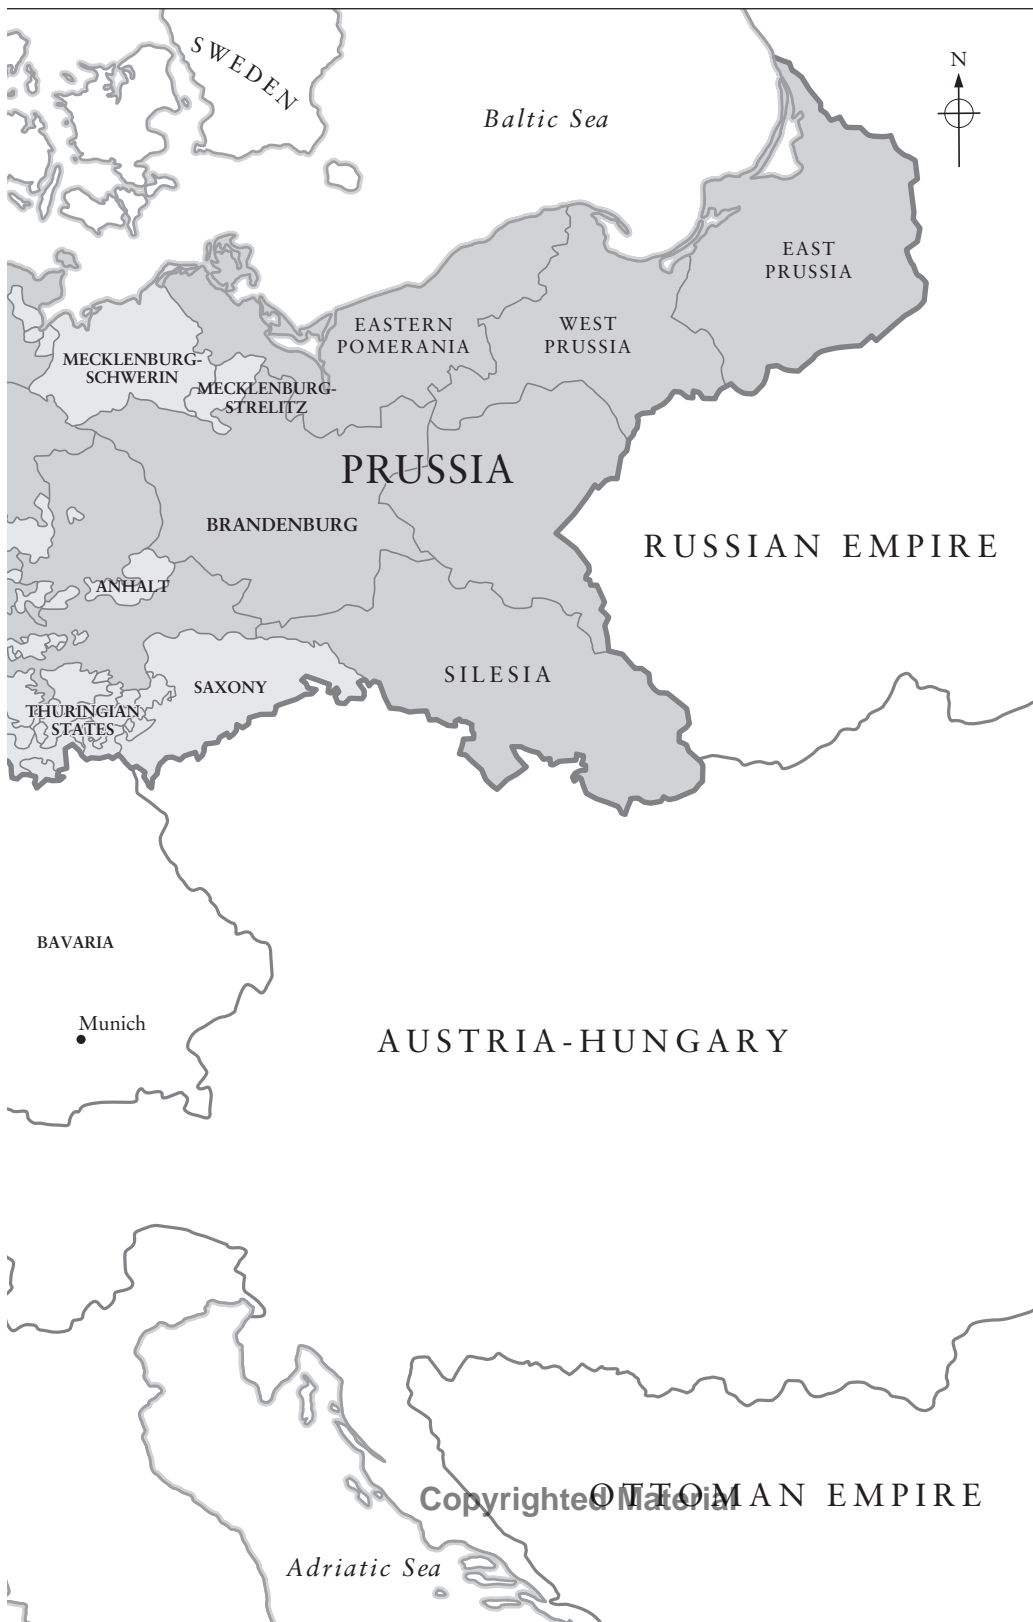 SWEDEN
N
Baltic Sea
EAST
PRUSSIA
EASTERN
POMERANIA
WEST
PRUSSIA
MECKLENBURG-
SCHWERIN
MECKLENBURG-
STRELITZ
PRUSSIA
BRANDENBURG
RUSSIAN EMPIRE
ANHALT
SILESIA
SAXONY
THURINGIAN
STATES
BAVARIA
Munich
AUSTRIA-HUNGARY
OTTOMAN EMPIRE
Copyrighted Material
Adriatic Sea